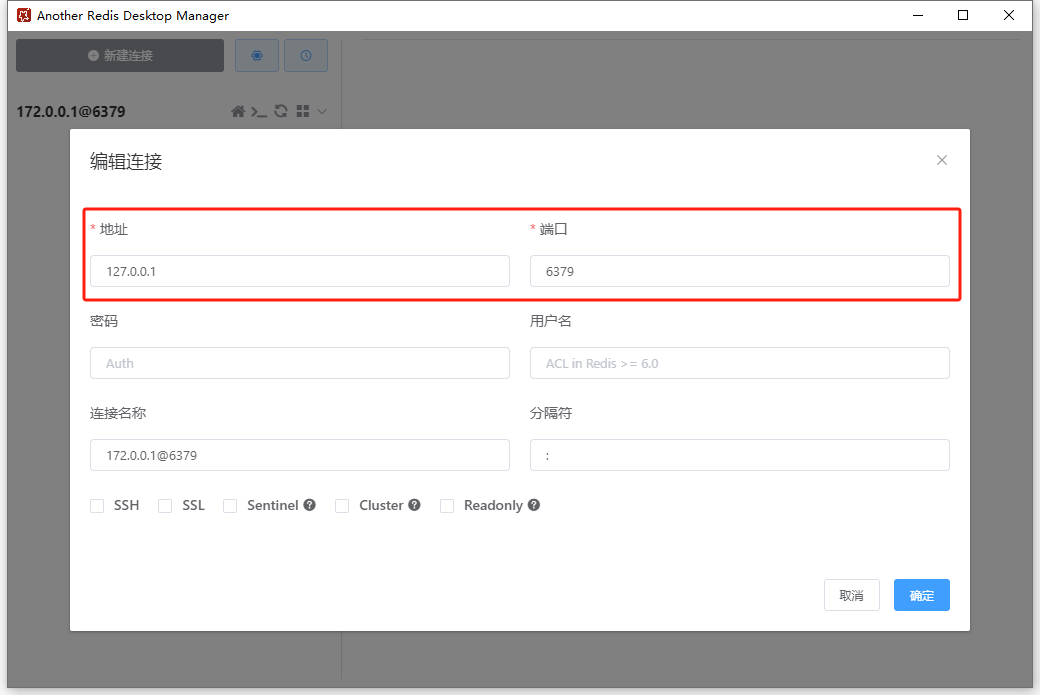 Another Redis Desktop Manager
新建连接
172.0.0.1@6379
编辑连接
* 地址
* 端口
127.0.0.1
6379
密码
用户名
Auth
ACL in Redis >= 6.0
连接名称
分隔符
172.0.0.1@6379
:
SSH SSL Sentinel ? Cluster ? Readonly ?
取消
确定